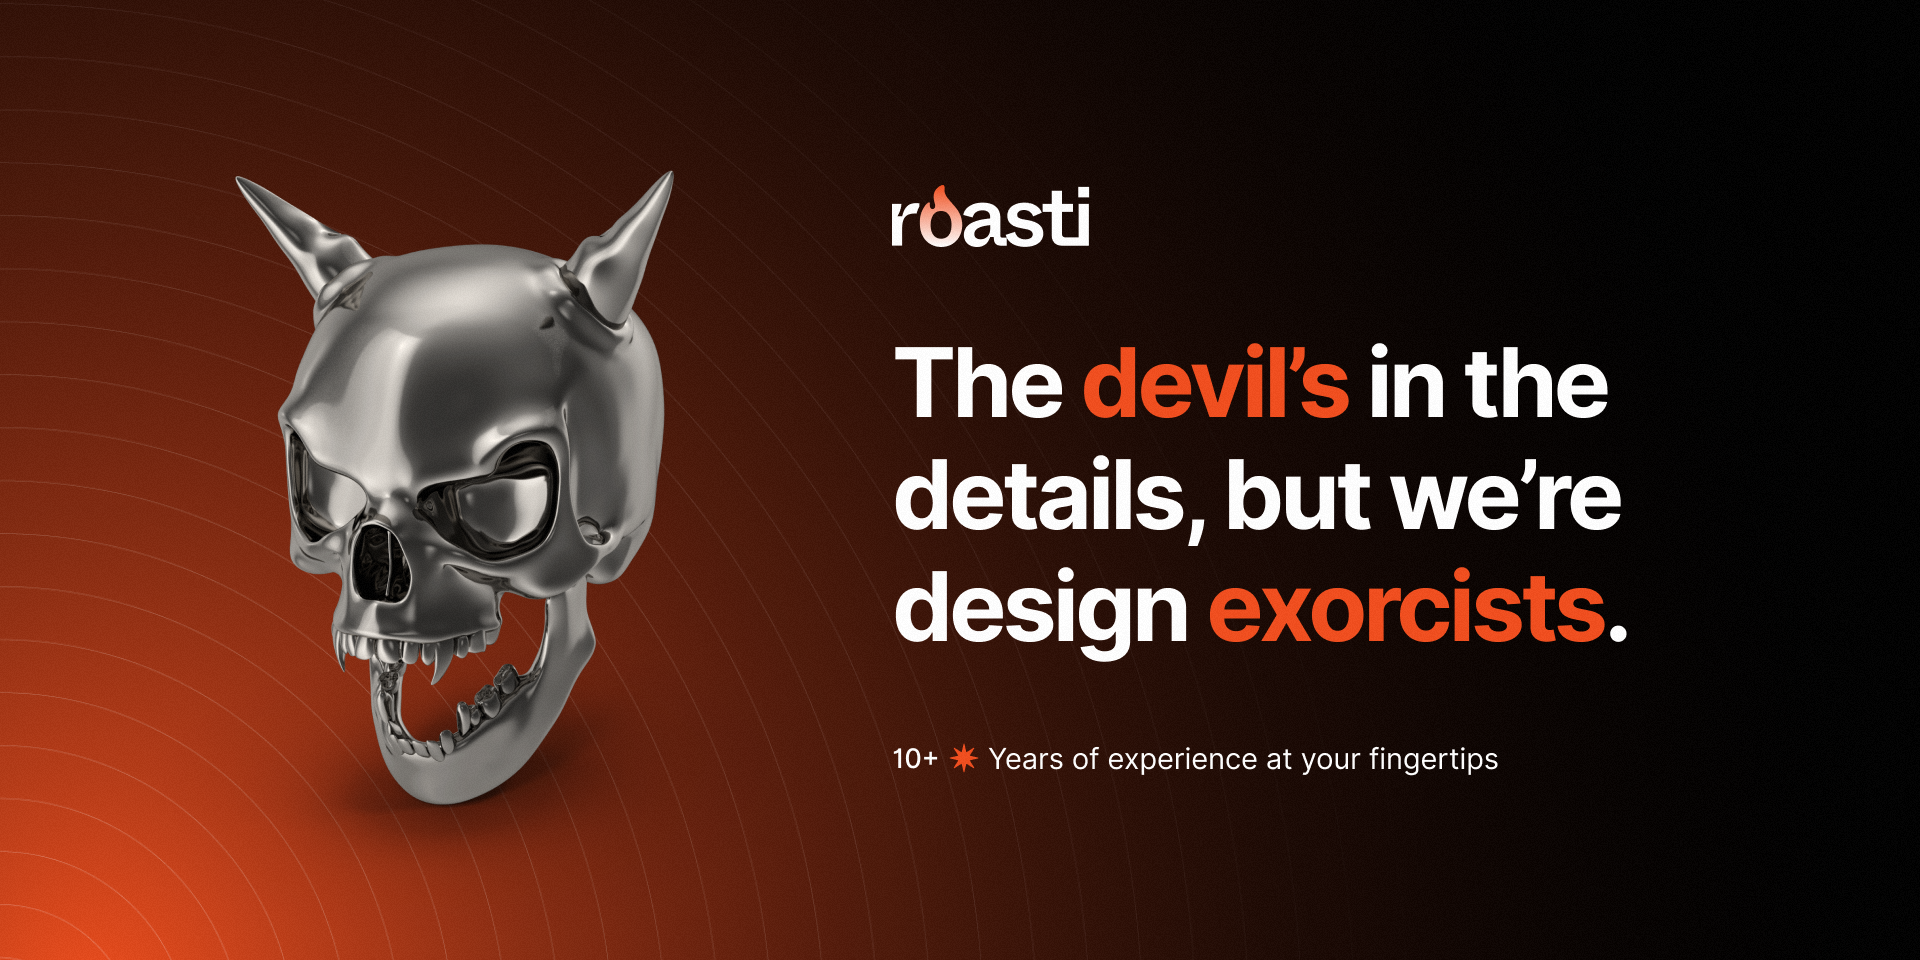 roasti
The devil’s in the
details, but we’re
design exorcists.
10+ ✷ Years of experience at your fingertips